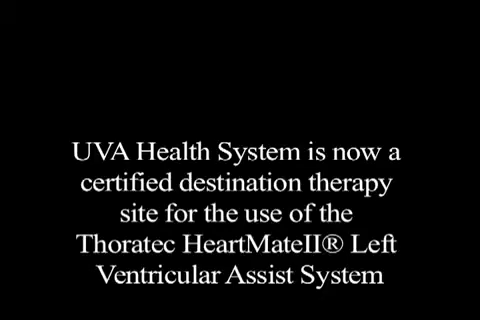 UVA Health System is now a
certified destination therapy
site for the use of the
Thoratec HeartMateII® Left
Ventricular Assist System